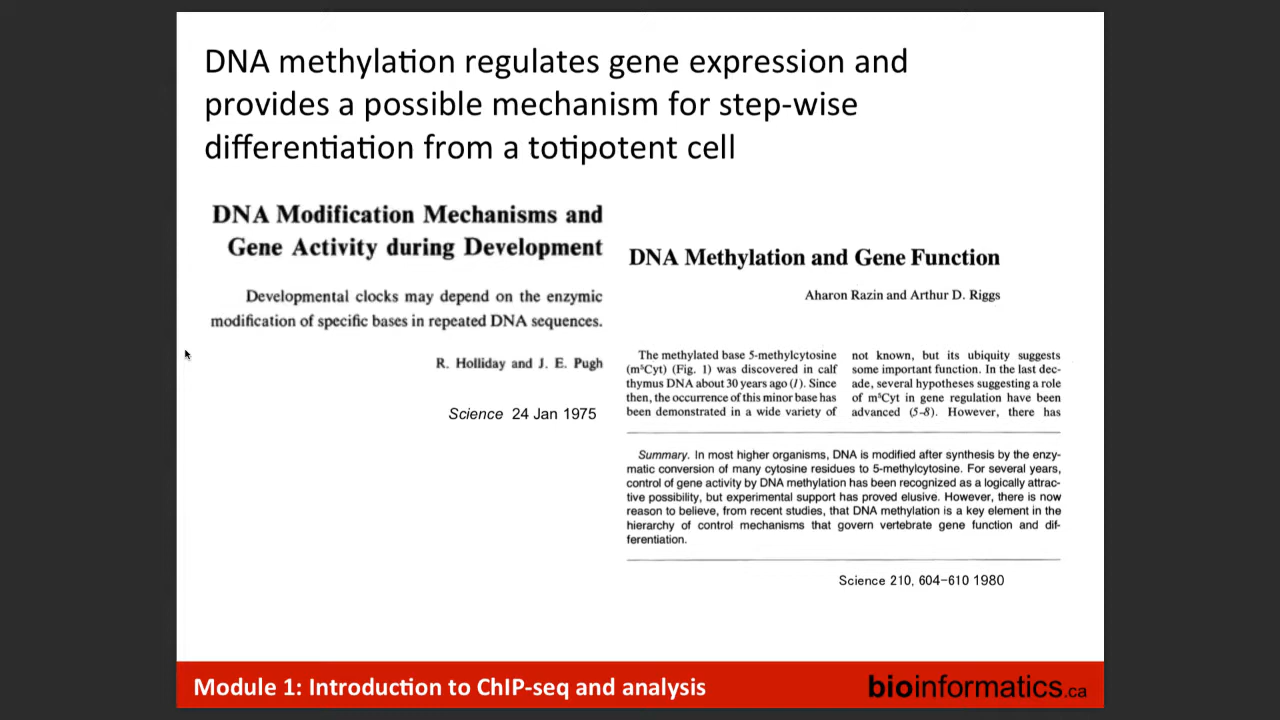 DNA methylation regulates gene expression and
provides a possible mechanism for step-wise
differentiation from a totipotent cell
DNA Modification Mechanisms and
Gene Activity during Development
Developmental clocks may depend on the enzymic
modification of specific bases in repeated DNA sequences.
R. Holliday and J. E. Pugh
Science 24 Jan 1975
DNA Methylation and Gene Function
Aharon Razin and Arthur D. Riggs
The methylated base 5-methylcytosine
(m⁵Cyt) (Fig. 1) was discovered in calf
thymus DNA about 30 years ago (1). Since
then, the occurrence of this minor base has
been demonstrated in a wide variety of
not known, but its ubiquity suggests
some important function. In the last dec-
ade, several hypotheses suggesting a role
of m⁵Cyt in gene regulation have been
advanced (5-8). However, there has
Summary. In most higher organisms, DNA is modified after synthesis by the enzy-
matic conversion of many cytosine residues to 5-methylcytosine. For several years,
control of gene activity by DNA methylation has been recognized as a logically attrac-
tive possibility, but experimental support has proved elusive. However, there is now
reason to believe, from recent studies, that DNA methylation is a key element in the
hierarchy of control mechanisms that govern vertebrate gene function and dif-
ferentiation.
Science 210, 604-610 1980
Module 1: Introduction to ChIP-seq and analysis
bioinformatics.ca